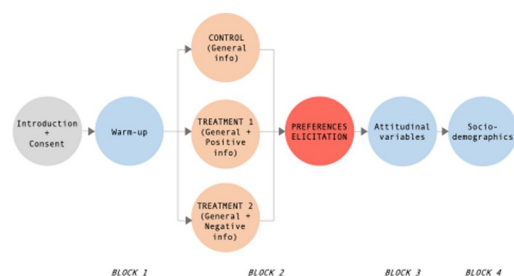 Introduction
+
Consent
Warm-up
CONTROL
(General
info)
TREATMENT 1
(General +
Positive info)
TREATMENT 2
(General +
Negative
info)
PREFERENCES
ELICITATION
Attitudinal
variables
Socio-
demographics
BLOCK 1
BLOCK 2
BLOCK 3
BLOCK 4